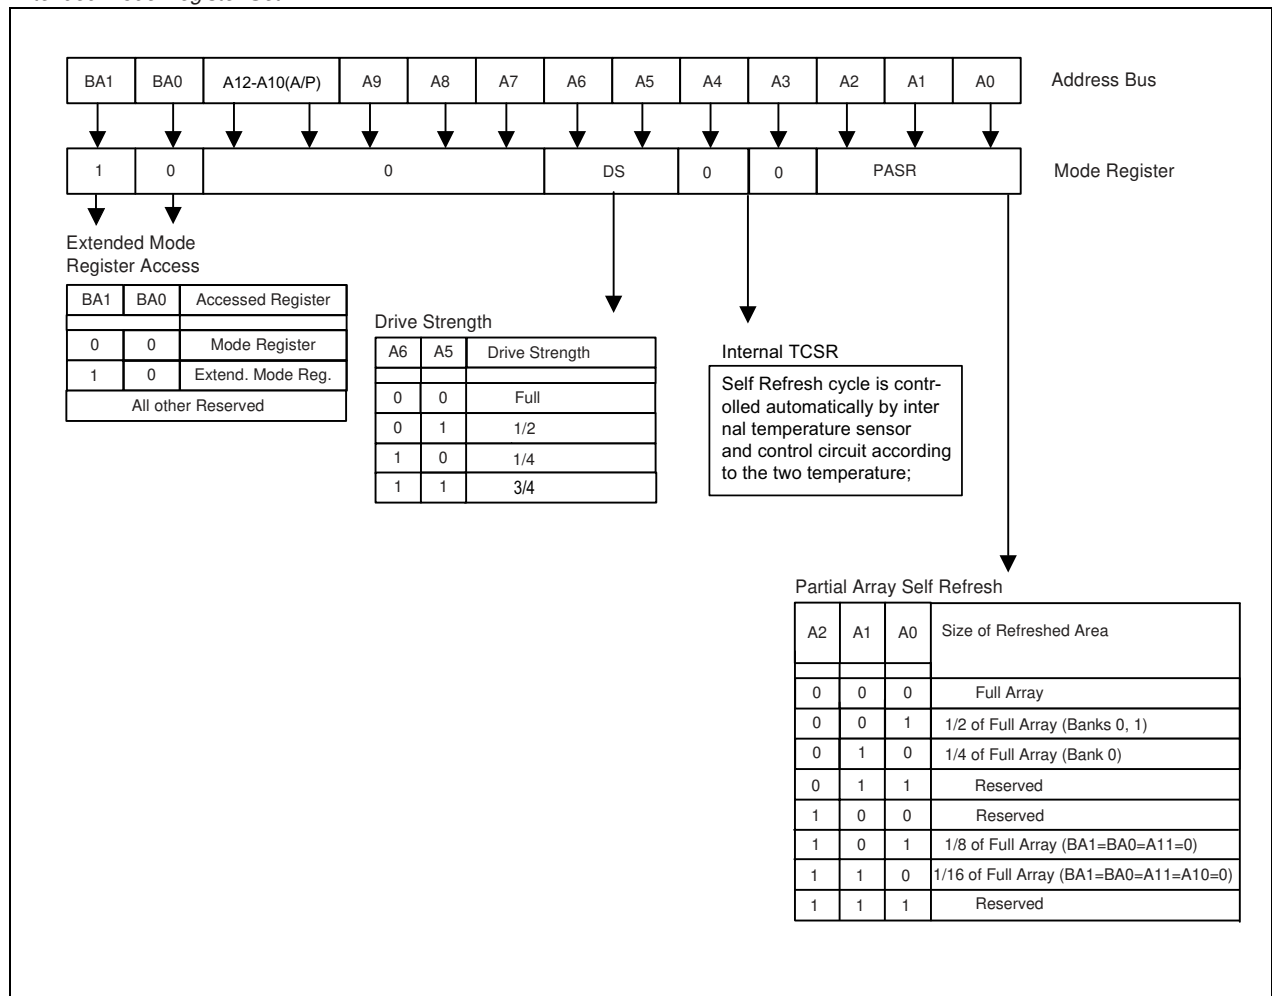 BA1 BA0 A12-A10(A/P) A9 A8 A7 A6 A5 A4 A3 A2 A1 A0 Address Bus
1 0 0 DS 0 0 PASR Mode Register
Extended Mode
Register Access
BA1 BA0 Accessed Register
0 0 Mode Register
1 0 Extend. Mode Reg.
All other Reserved
Drive Strength
A6 A5 Drive Strength
0 0 Full
0 1 1/2
1 0 1/4
1 1 3/4
Internal TCSR
Self Refresh cycle is contr-
olled automatically by inter
nal temperature sensor
and control circuit according
to the two temperature;
Partial Array Self Refresh
A2 A1 A0 Size of Refreshed Area
0 0 0 Full Array
0 0 1 1/2 of Full Array (Banks 0, 1)
0 1 0 1/4 of Full Array (Bank 0)
0 1 1 Reserved
1 0 0 Reserved
1 0 1 1/8 of Full Array (BA1=BA0=A11=0)
1 1 0 1/16 of Full Array (BA1=BA0=A11=A10=0)
1 1 1 Reserved